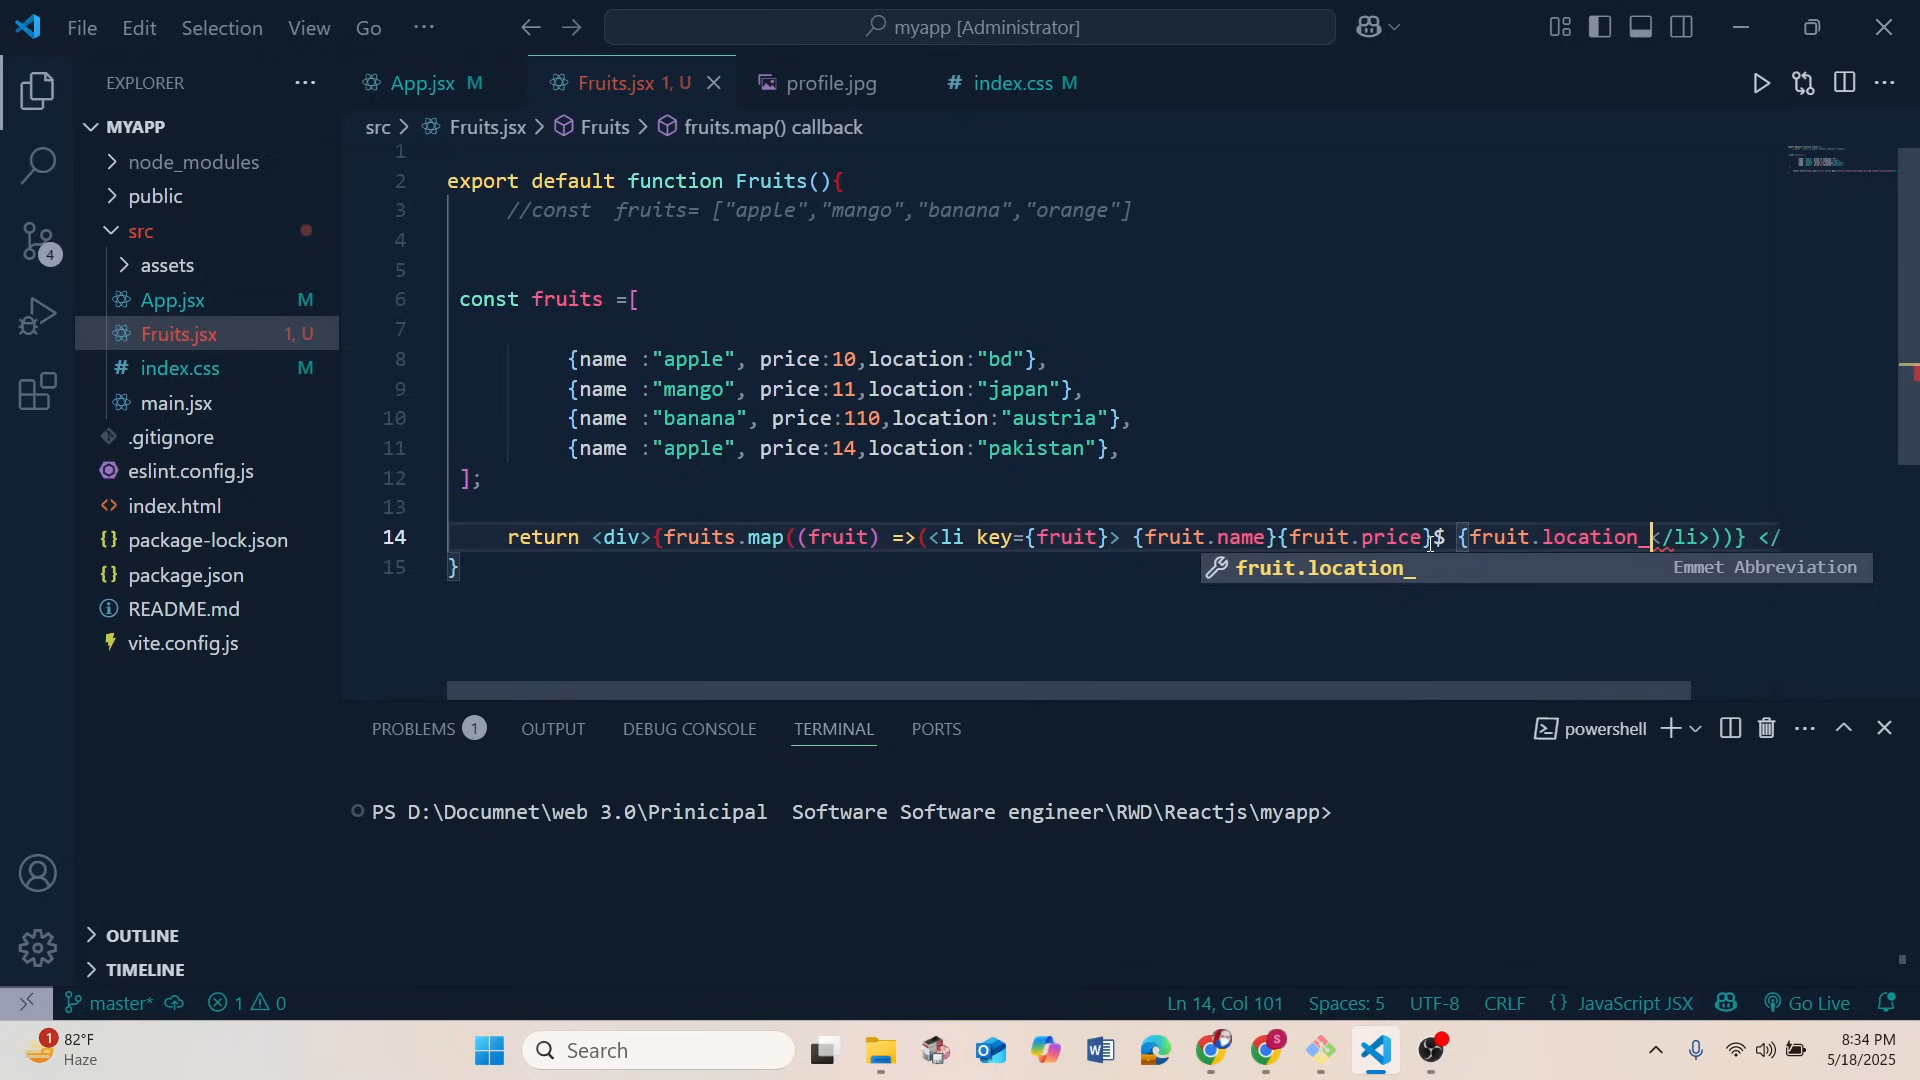 File Edit Selection View Go ···
myapp [Administrator]
EXPLORER ···
App.jsx M
Fruits.jsx 1, U
profile.jpg
# index.css M
src > Fruits.jsx > Fruits > fruits.map() callback
MYAPP
node_modules
public
src
assets
App.jsx M
Fruits.jsx 1, U
# index.css M
main.jsx
.gitignore
eslint.config.js
<> index.html
{} package-lock.json
{} package.json
README.md
vite.config.js
OUTLINE
TIMELINE
4
1
2 export default function Fruits(){
3 //const  fruits= ["apple","mango","banana","orange"]
4
5
6 const fruits =[
7
8 {name :"apple", price:10,location:"bd"},
9 {name :"mango", price:11,location:"japan"},
10 {name :"banana", price:110,location:"austria"},
11 {name :"apple", price:14,location:"pakistan"},
12 ];
13
14 return <div>{fruits.map((fruit) =>(<li key={fruit}> {fruit.name}{fruit.price}$ {fruit.location_</li>))} </
15 }
fruit.location_ Emmet Abbreviation
PROBLEMS 1 OUTPUT DEBUG CONSOLE TERMINAL PORTS
powershell
PS D:\Documnet\web 3.0\Prinicipal  Software Software engineer\RWD\Reactjs\myapp>
master* 1 0
Ln 14, Col 101 Spaces: 5 UTF-8 CRLF {} JavaScript JSX Go Live
1
82°F
Haze
Search
S
8:34 PM
5/18/2025